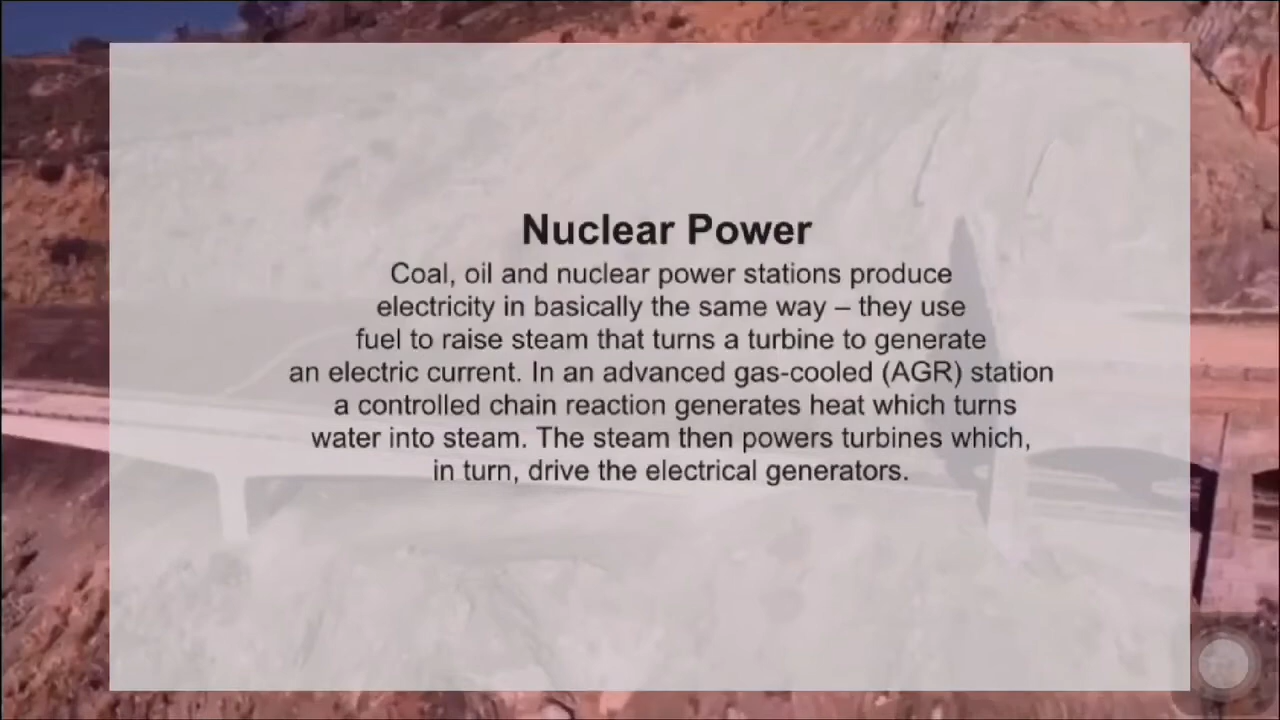 Nuclear Power
Coal, oil and nuclear power stations produce
electricity in basically the same way – they use
fuel to raise steam that turns a turbine to generate
an electric current. In an advanced gas-cooled (AGR) station
a controlled chain reaction generates heat which turns
water into steam. The steam then powers turbines which,
in turn, drive the electrical generators.